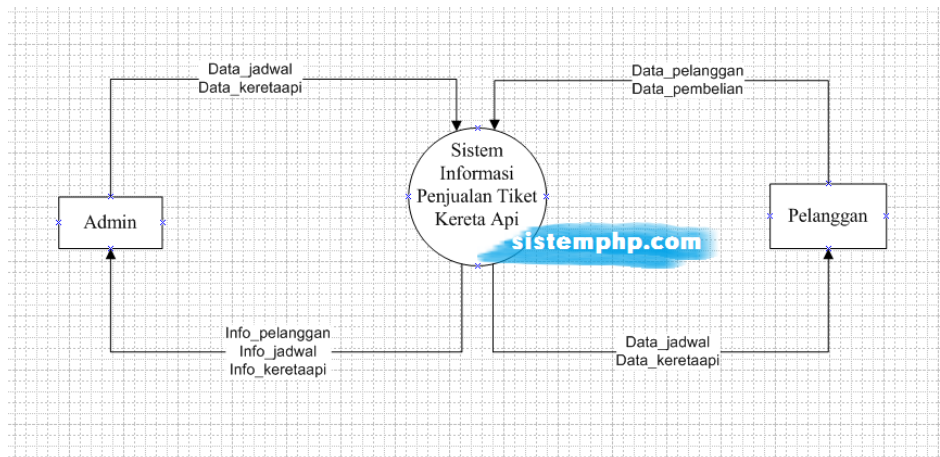 Data_jadwal
Data_keretaapi
Data_pelanggan
Data_pembelian
Sistem
Informasi
Penjualan Tiket
Kereta Api
Admin
Pelanggan
sistemphp.com
Info_pelanggan
Info_jadwal
Info_keretaapi
Data_jadwal
Data_keretaapi